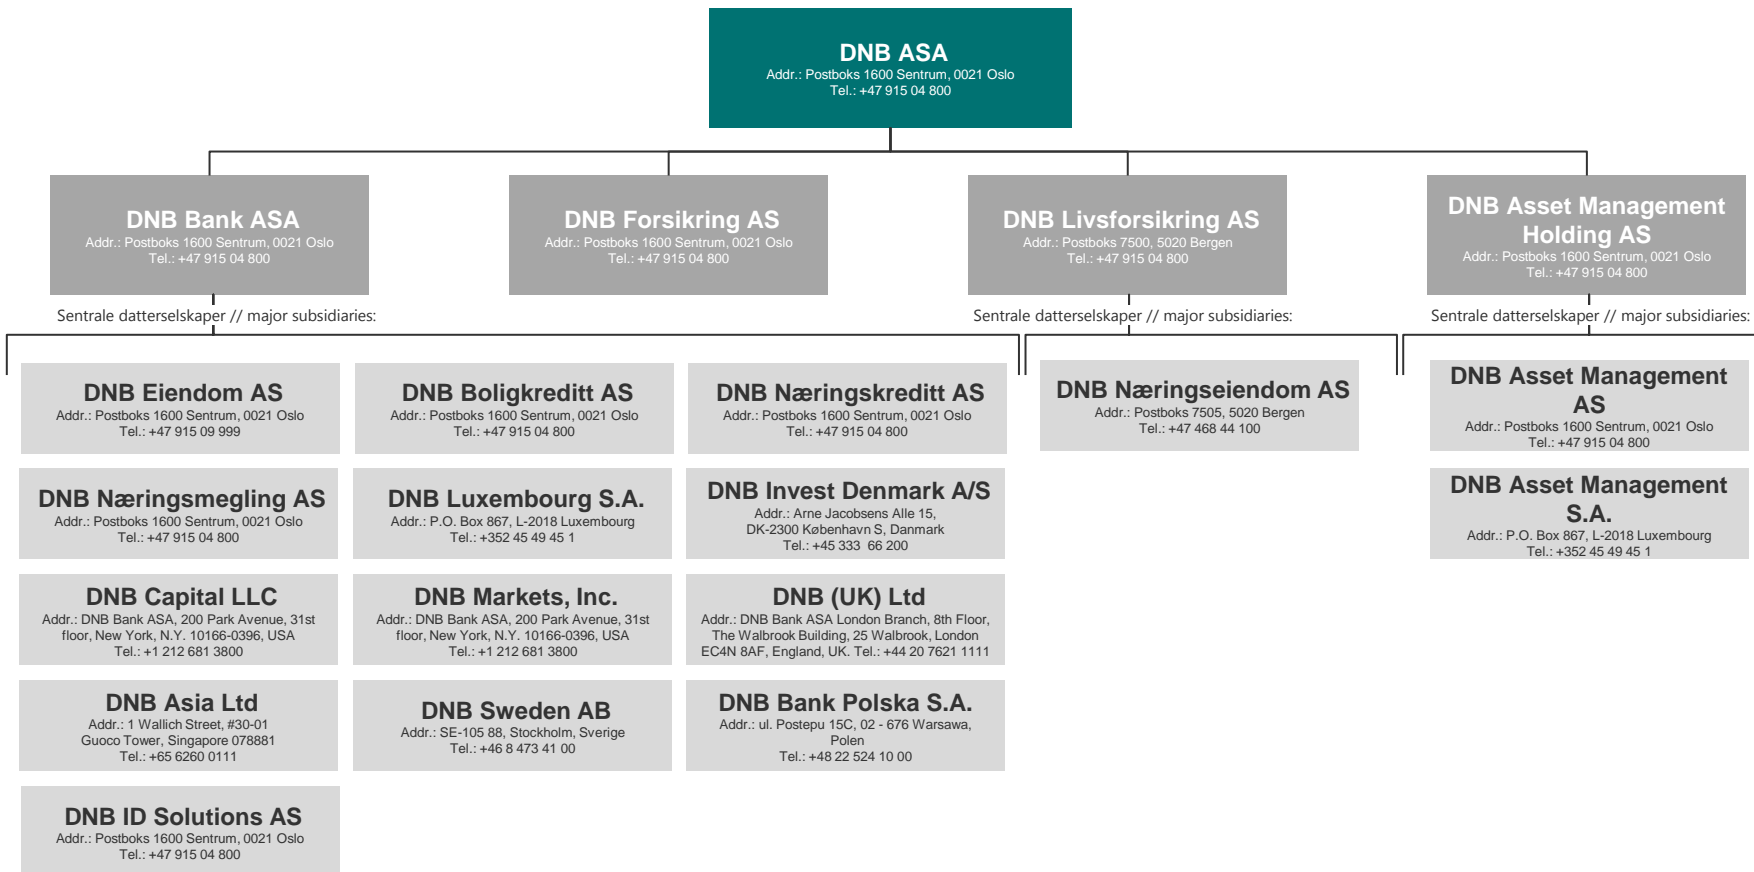 DNB ASA
Addr.: Postboks 1600 Sentrum, 0021 Oslo
Tel.: +47 915 04 800
DNB Bank ASA
Addr.: Postboks 1600 Sentrum, 0021 Oslo
Tel.: +47 915 04 800
DNB Forsikring AS
Addr.: Postboks 1600 Sentrum, 0021 Oslo
Tel.: +47 915 04 800
DNB Livsforsikring AS
Addr.: Postboks 7500, 5020 Bergen
Tel.: +47 915 04 800
DNB Asset Management
Holding AS
Addr.: Postboks 1600 Sentrum, 0021 Oslo
Tel.: +47 915 04 800
Sentrale datterselskaper // major subsidiaries:
Sentrale datterselskaper // major subsidiaries:
Sentrale datterselskaper // major subsidiaries:
DNB Eiendom AS
Addr.: Postboks 1600 Sentrum, 0021 Oslo
Tel.: +47 915 09 999
DNB Boligkreditt AS
Addr.: Postboks 1600 Sentrum, 0021 Oslo
Tel.: +47 915 04 800
DNB Næringskreditt AS
Addr.: Postboks 1600 Sentrum, 0021 Oslo
Tel.: +47 915 04 800
DNB Næringseiendom AS
Addr.: Postboks 7505, 5020 Bergen
Tel.: +47 468 44 100
DNB Asset Management
AS
Addr.: Postboks 1600 Sentrum, 0021 Oslo
Tel.: +47 915 04 800
DNB Næringsmegling AS
Addr.: Postboks 1600 Sentrum, 0021 Oslo
Tel.: +47 915 04 800
DNB Luxembourg S.A.
Addr.: P.O. Box 867, L-2018 Luxembourg
Tel.: +352 45 49 45 1
DNB Invest Denmark A/S
Addr.: Arne Jacobsens Alle 15,
DK-2300 København S, Danmark
Tel.: +45 333  66 200
DNB Asset Management
S.A.
Addr.: P.O. Box 867, L-2018 Luxembourg
Tel.: +352 45 49 45 1
DNB Capital LLC
Addr.: DNB Bank ASA, 200 Park Avenue, 31st
floor, New York, N.Y. 10166-0396, USA
Tel.: +1 212 681 3800
DNB Markets, Inc.
Addr.: DNB Bank ASA, 200 Park Avenue, 31st
floor, New York, N.Y. 10166-0396, USA
Tel.: +1 212 681 3800
DNB (UK) Ltd
Addr.: DNB Bank ASA London Branch, 8th Floor,
The Walbrook Building, 25 Walbrook, London
EC4N 8AF, England, UK. Tel.: +44 20 7621 1111
DNB Asia Ltd
Addr.: 1 Wallich Street, #30-01
Guoco Tower, Singapore 078881
Tel.: +65 6260 0111
DNB Sweden AB
Addr.: SE-105 88, Stockholm, Sverige
Tel.: +46 8 473 41 00
DNB Bank Polska S.A.
Addr.: ul. Postepu 15C, 02 - 676 Warsawa,
Polen
Tel.: +48 22 524 10 00
DNB ID Solutions AS
Addr.: Postboks 1600 Sentrum, 0021 Oslo
Tel.: +47 915 04 800